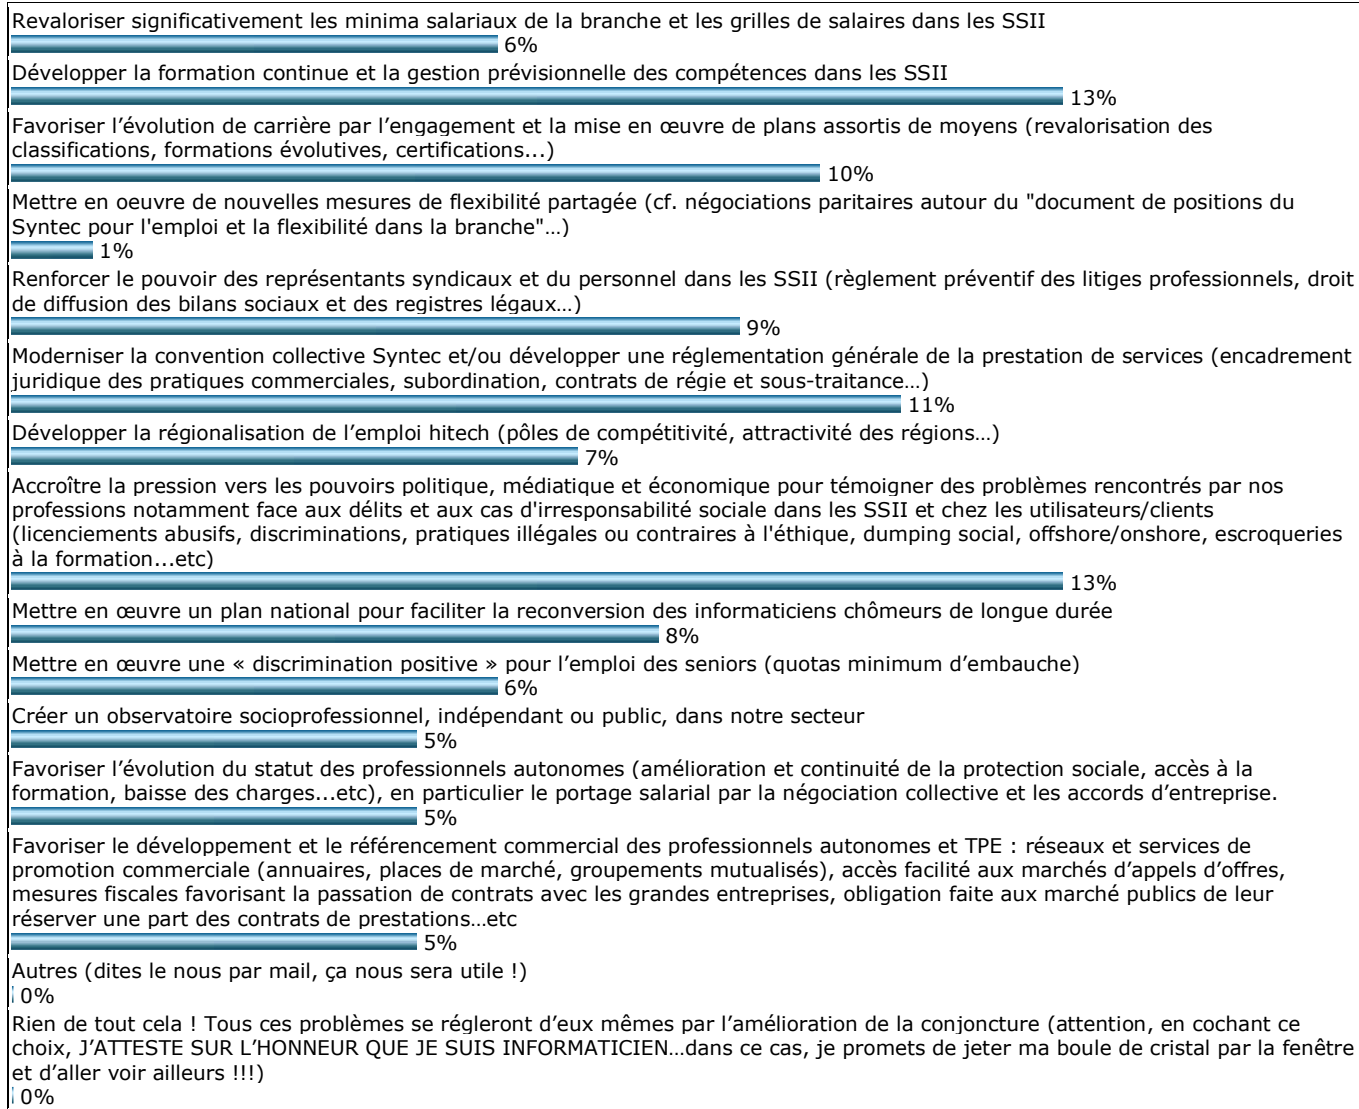 Revaloriser significativement les minima salariaux de la branche et les grilles de salaires dans les SSII
6%
Développer la formation continue et la gestion prévisionnelle des compétences dans les SSII
13%
Favoriser l’évolution de carrière par l’engagement et la mise en œuvre de plans assortis de moyens (revalorisation des
classifications, formations évolutives, certifications...)
10%
Mettre en oeuvre de nouvelles mesures de flexibilité partagée (cf. négociations paritaires autour du "document de positions du
Syntec pour l'emploi et la flexibilité dans la branche"…)
1%
Renforcer le pouvoir des représentants syndicaux et du personnel dans les SSII (règlement préventif des litiges professionnels, droit
de diffusion des bilans sociaux et des registres légaux…)
9%
Moderniser la convention collective Syntec et/ou développer une réglementation générale de la prestation de services (encadrement
juridique des pratiques commerciales, subordination, contrats de régie et sous-traitance…)
11%
Développer la régionalisation de l’emploi hitech (pôles de compétitivité, attractivité des régions…)
7%
Accroître la pression vers les pouvoirs politique, médiatique et économique pour témoigner des problèmes rencontrés par nos
professions notamment face aux délits et aux cas d'irresponsabilité sociale dans les SSII et chez les utilisateurs/clients
(licenciements abusifs, discriminations, pratiques illégales ou contraires à l'éthique, dumping social, offshore/onshore, escroqueries
à la formation...etc)
13%
Mettre en œuvre un plan national pour faciliter la reconversion des informaticiens chômeurs de longue durée
8%
Mettre en œuvre une « discrimination positive » pour l’emploi des seniors (quotas minimum d’embauche)
6%
Créer un observatoire socioprofessionnel, indépendant ou public, dans notre secteur
5%
Favoriser l’évolution du statut des professionnels autonomes (amélioration et continuité de la protection sociale, accès à la
formation, baisse des charges...etc), en particulier le portage salarial par la négociation collective et les accords d’entreprise.
5%
Favoriser le développement et le référencement commercial des professionnels autonomes et TPE : réseaux et services de
promotion commerciale (annuaires, places de marché, groupements mutualisés), accès facilité aux marchés d’appels d’offres,
mesures fiscales favorisant la passation de contrats avec les grandes entreprises, obligation faite aux marché publics de leur
réserver une part des contrats de prestations…etc
5%
Autres (dites le nous par mail, ça nous sera utile !)
0%
Rien de tout cela ! Tous ces problèmes se régleront d’eux mêmes par l’amélioration de la conjoncture (attention, en cochant ce
choix, J’ATTESTE SUR L’HONNEUR QUE JE SUIS INFORMATICIEN…dans ce cas, je promets de jeter ma boule de cristal par la fenêtre
et d’aller voir ailleurs !!!)
0%